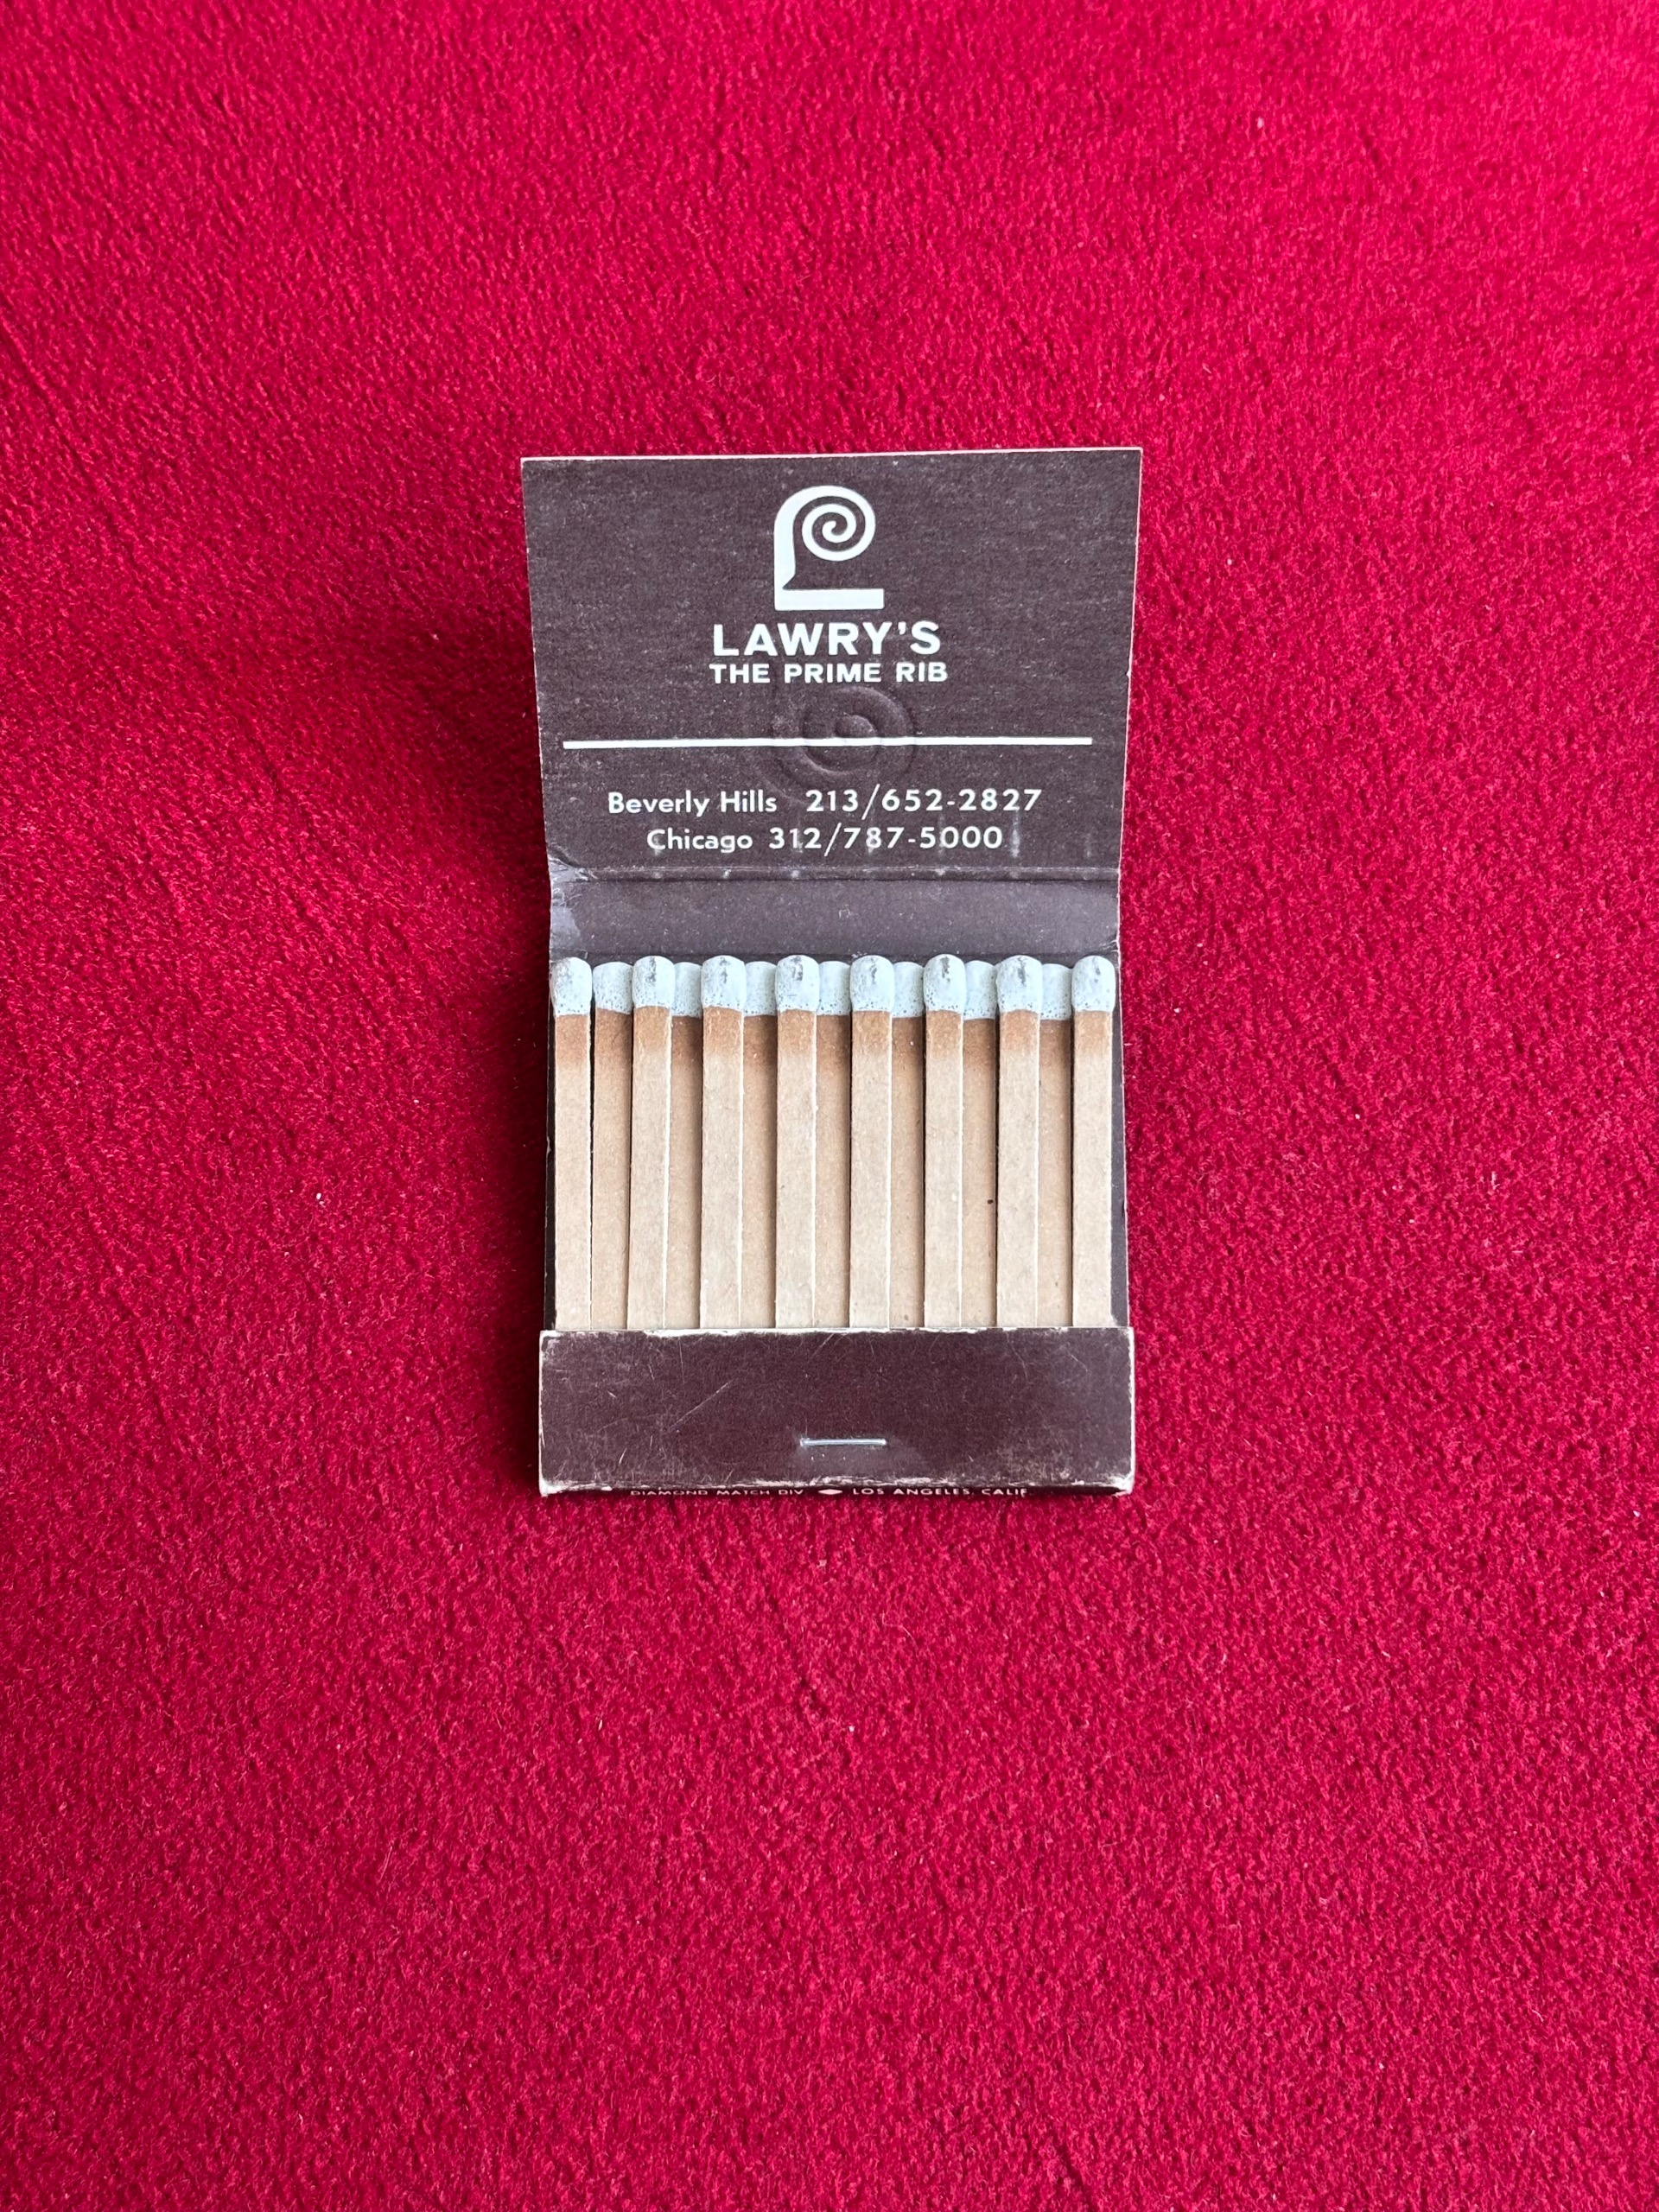 LAWRY'S
THE PRIME RIB
Beverly Hills 213/652-2827
Chicago 312/787-5000
DIAMOND MATCH DIV LOS ANGELES, CALIF